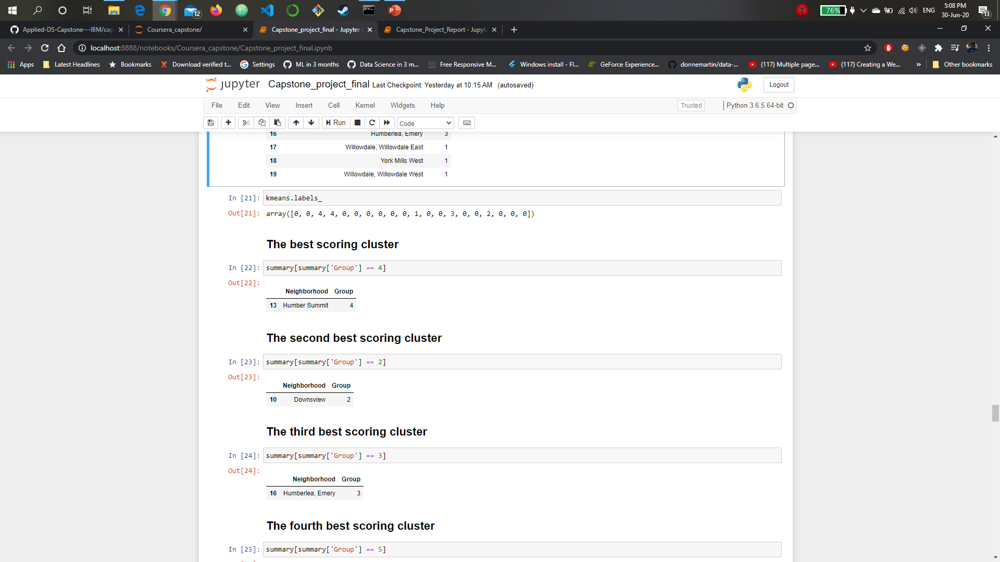 76%
ENG
5:08 PM
30-Jun-20
12
13
Applied-DS-Capstone---IBM/cap
Coursera_capstone/
Capstone_project_final - Jupyter
Capstone_Project_Report - Jupyt
localhost:8888/notebooks/Coursera_capstone/Capstone_project_final.ipynb
Apps
Latest Headlines
Bookmarks
Download verified t...
Settings
ML in 3 months
Data Science in 3 m...
Free Responsive M...
Windows install - Fl...
GeForce Experience...
donnemartin/data-...
(117) Multiple page...
(117) Creating a We...
»
Other bookmarks
jupyter
Capstone_project_final Last Checkpoint: Yesterday at 10:15 AM (autosaved)
Logout
File Edit View Insert Cell Kernel Widgets Help
Trusted
Python 3.6.5 64-bit
Run
Code
16 Humberlea, Emery 3
17 Willowdale, Willowdale East 1
18 York Mills West 1
19 Willowdale, Willowdale West 1
In [21]: kmeans.labels_
Out[21]: array([0, 0, 4, 4, 0, 0, 0, 0, 0, 0, 1, 0, 0, 3, 0, 0, 2, 0, 0, 0])
The best scoring cluster
In [22]: summary[summary['Group'] == 4]
Out[22]:
Neighborhood Group
13 Humber Summit 4
The second best scoring cluster
In [23]: summary[summary['Group'] == 2]
Out[23]:
Neighborhood Group
10 Downsview 2
The third best scoring cluster
In [24]: summary[summary['Group'] == 3]
Out[24]:
Neighborhood Group
16 Humberlea, Emery 3
The fourth best scoring cluster
In [25]: summary[summary['Group'] == 5]